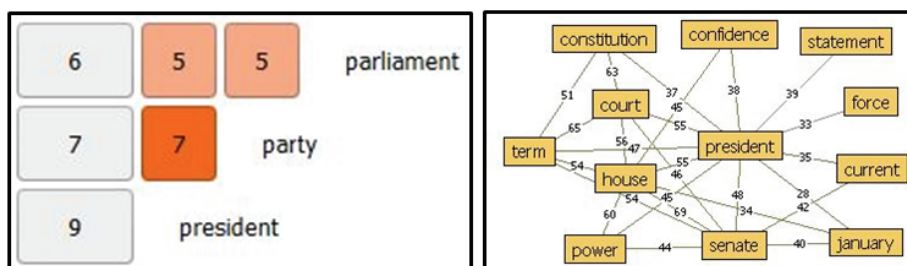 6 5 5 parliament
7 7 party
9 president
constitution confidence statement
63 37 38 39
51 court 45 force
65 55 33
term 56 47 president
54 house 55 46 35 current
54 45 48 28
60 69 34 42
power 44 senate 40 january